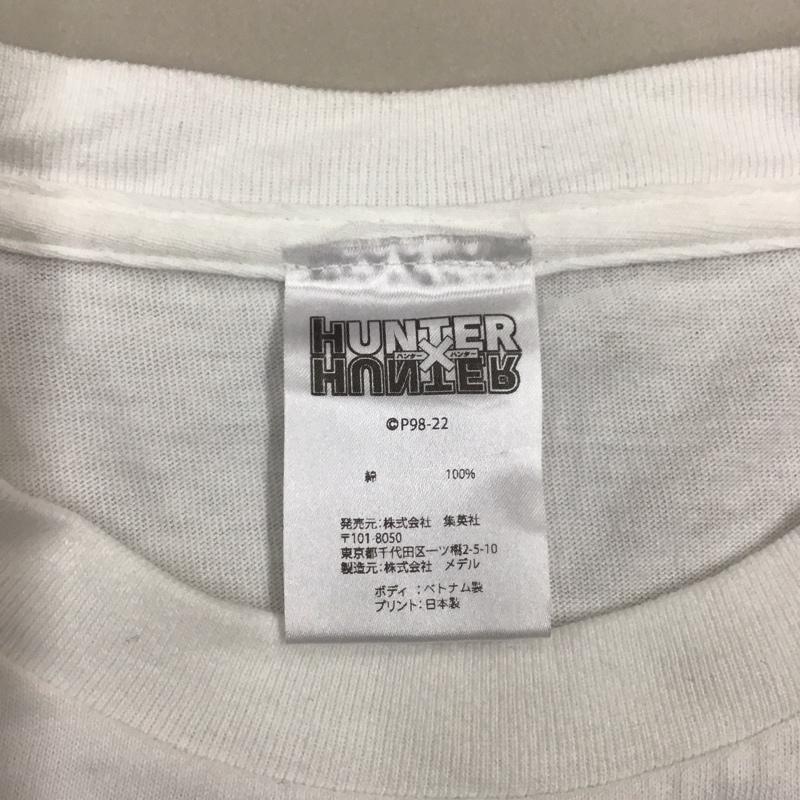 HUNTER
ハンター×ハンター
HUNTER
©P98-22
綿 100%
発売元:株式会社 集英社
〒101-8050
東京都千代田区一ツ橋2-5-10
製造元:株式会社 メデル
ボディ :ベトナム製
プリント:日本製